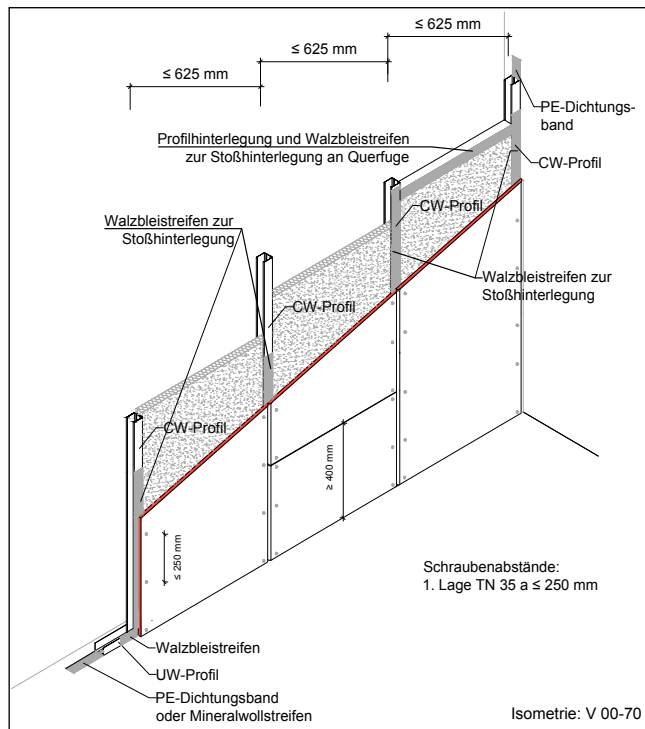 ≤ 625 mm
≤ 625 mm
≤ 625 mm
PE-Dichtungs-
band
Profilhinterlegung und Walzbleistreifen
zur Stoßhinterlegung an Querfuge
CW-Profil
CW-Profil
Walzbleistreifen zur
Stoßhinterlegung
Walzbleistreifen zur
Stoßhinterlegung
CW-Profil
CW-Profil
≥ 400 mm
≤ 250 mm
Schraubenabstände:
1. Lage TN 35 a ≤ 250 mm
Walzbleistreifen
UW-Profil
PE-Dichtungsband
oder Mineralwollstreifen
Isometrie: V 00-70